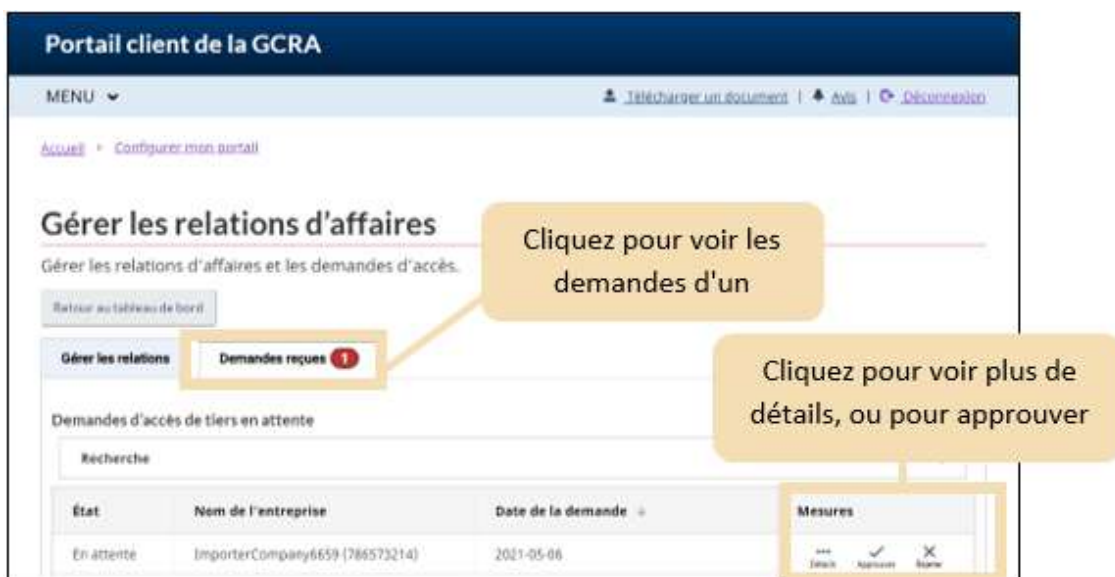 Portail client de la GCRA
MENU
Télécharger un document | Avis | Déconnexion
Accueil Configurer mon portail
Gérer les relations d'affaires
Gérer les relations d'affaires et les demandes d'accès.
Cliquez pour voir les
demandes d'un
Retour au tableau de bord
Gérer les relations Demandes reçues 1
Cliquez pour voir plus de
détails, ou pour approuver
Demandes d'accès de tiers en attente
Recherche
État Nom de l'entreprise Date de la demande Mesures
En attente ImporterCompany6659 (786573214) 2021-05-06
Détails Approuver